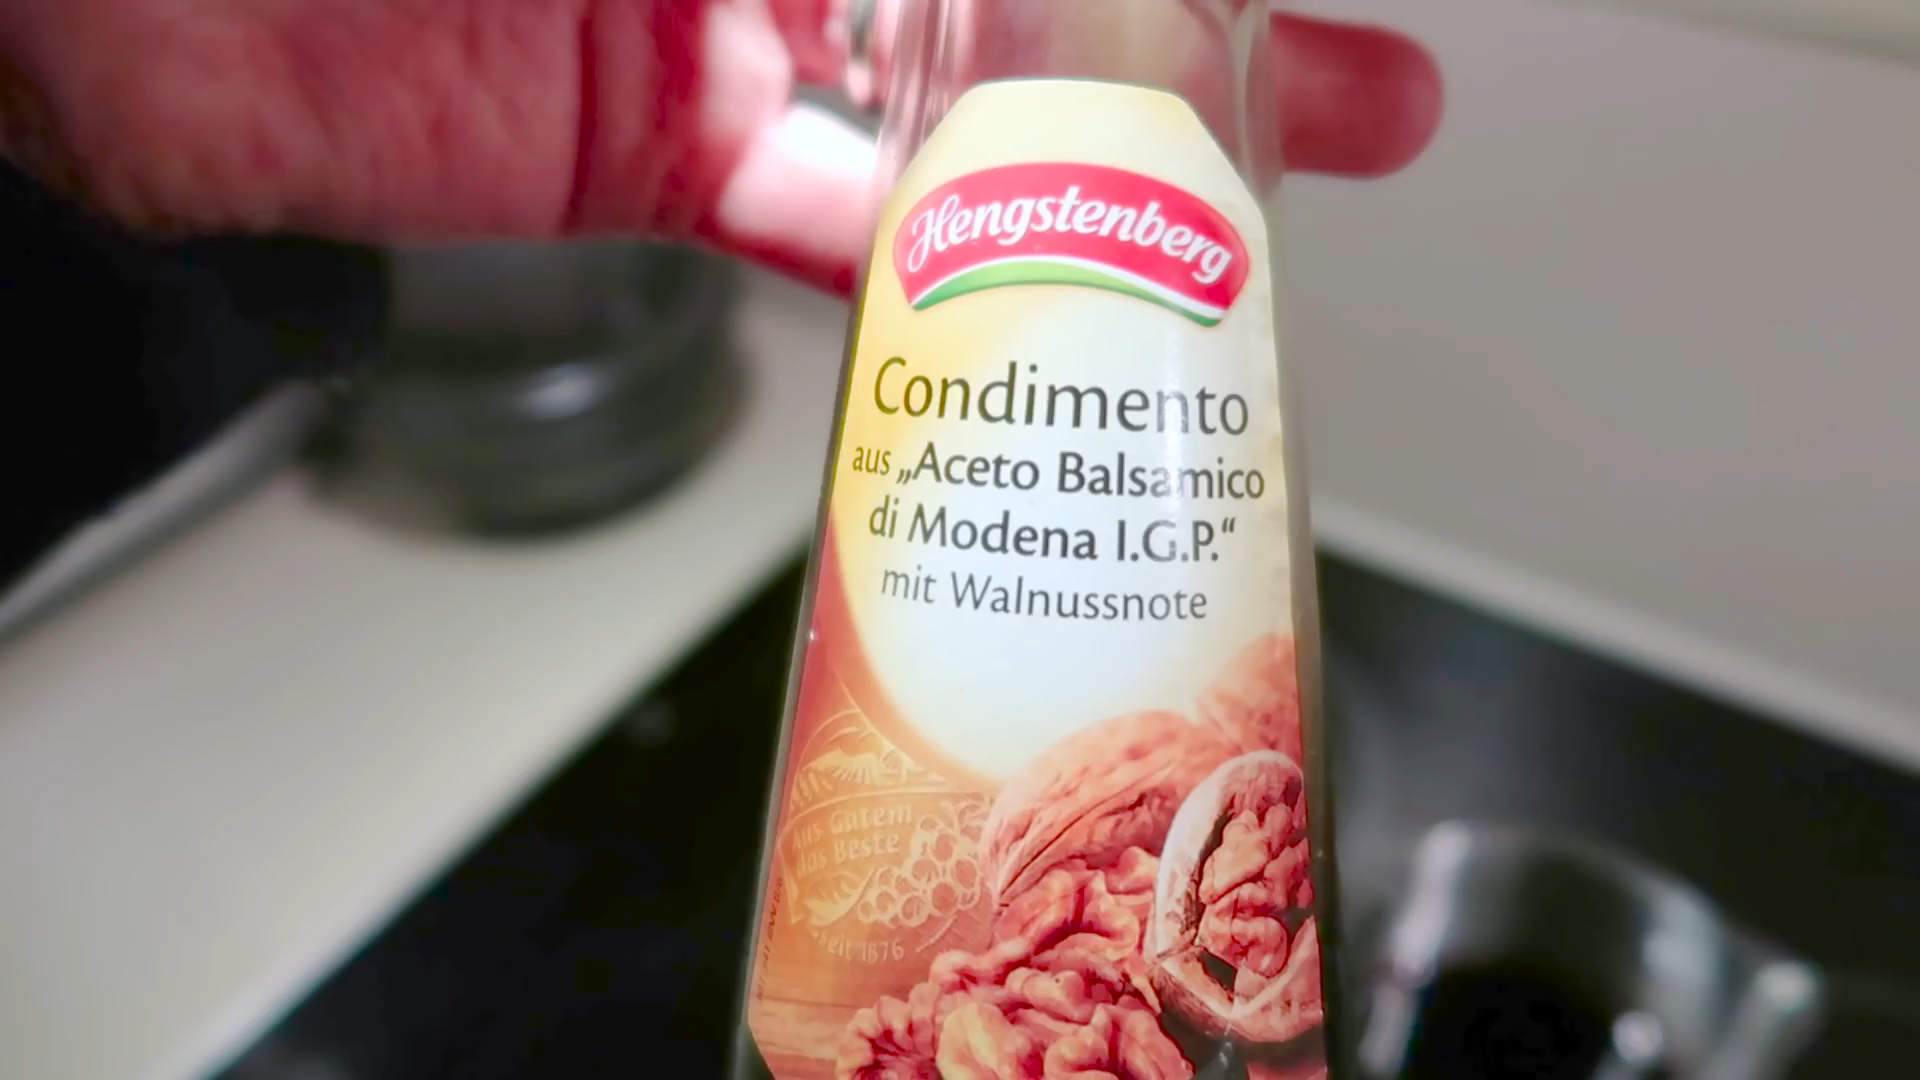 Hengstenberg
Condimento
aus „Aceto Balsamico
di Modena I.G.P.“
mit Walnussnote
Aus Gutem
das Beste
seit 1876